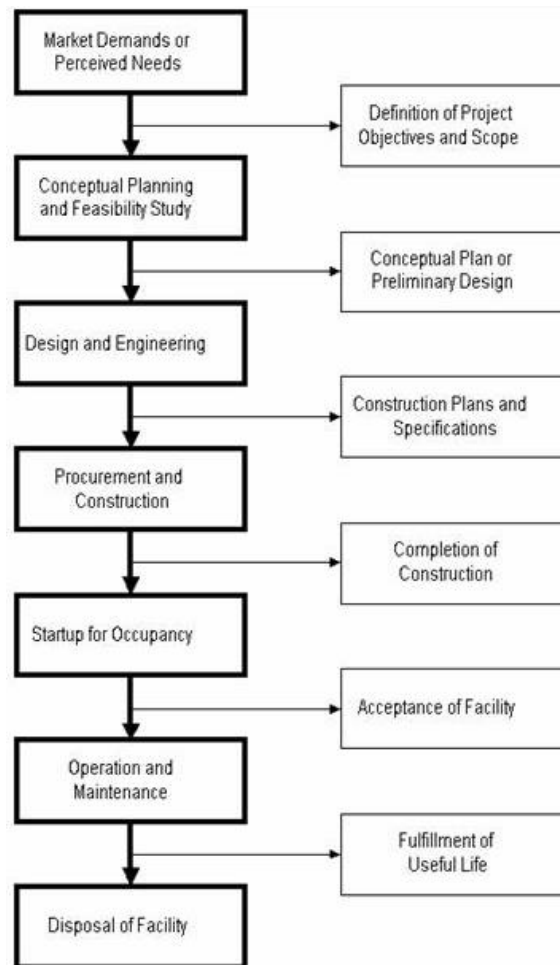 Market Demands or
Perceived Needs
Definition of Project
Objectives and Scope
Conceptual Planning
and Feasibility Study
Conceptual Plan or
Preliminary Design
Design and Engineering
Construction Plans and
Specifications
Procurement and
Construction
Completion of
Construction
Startup for Occupancy
Acceptance of Facility
Operation and
Maintenance
Fulfillment of
Useful Life
Disposal of Facility